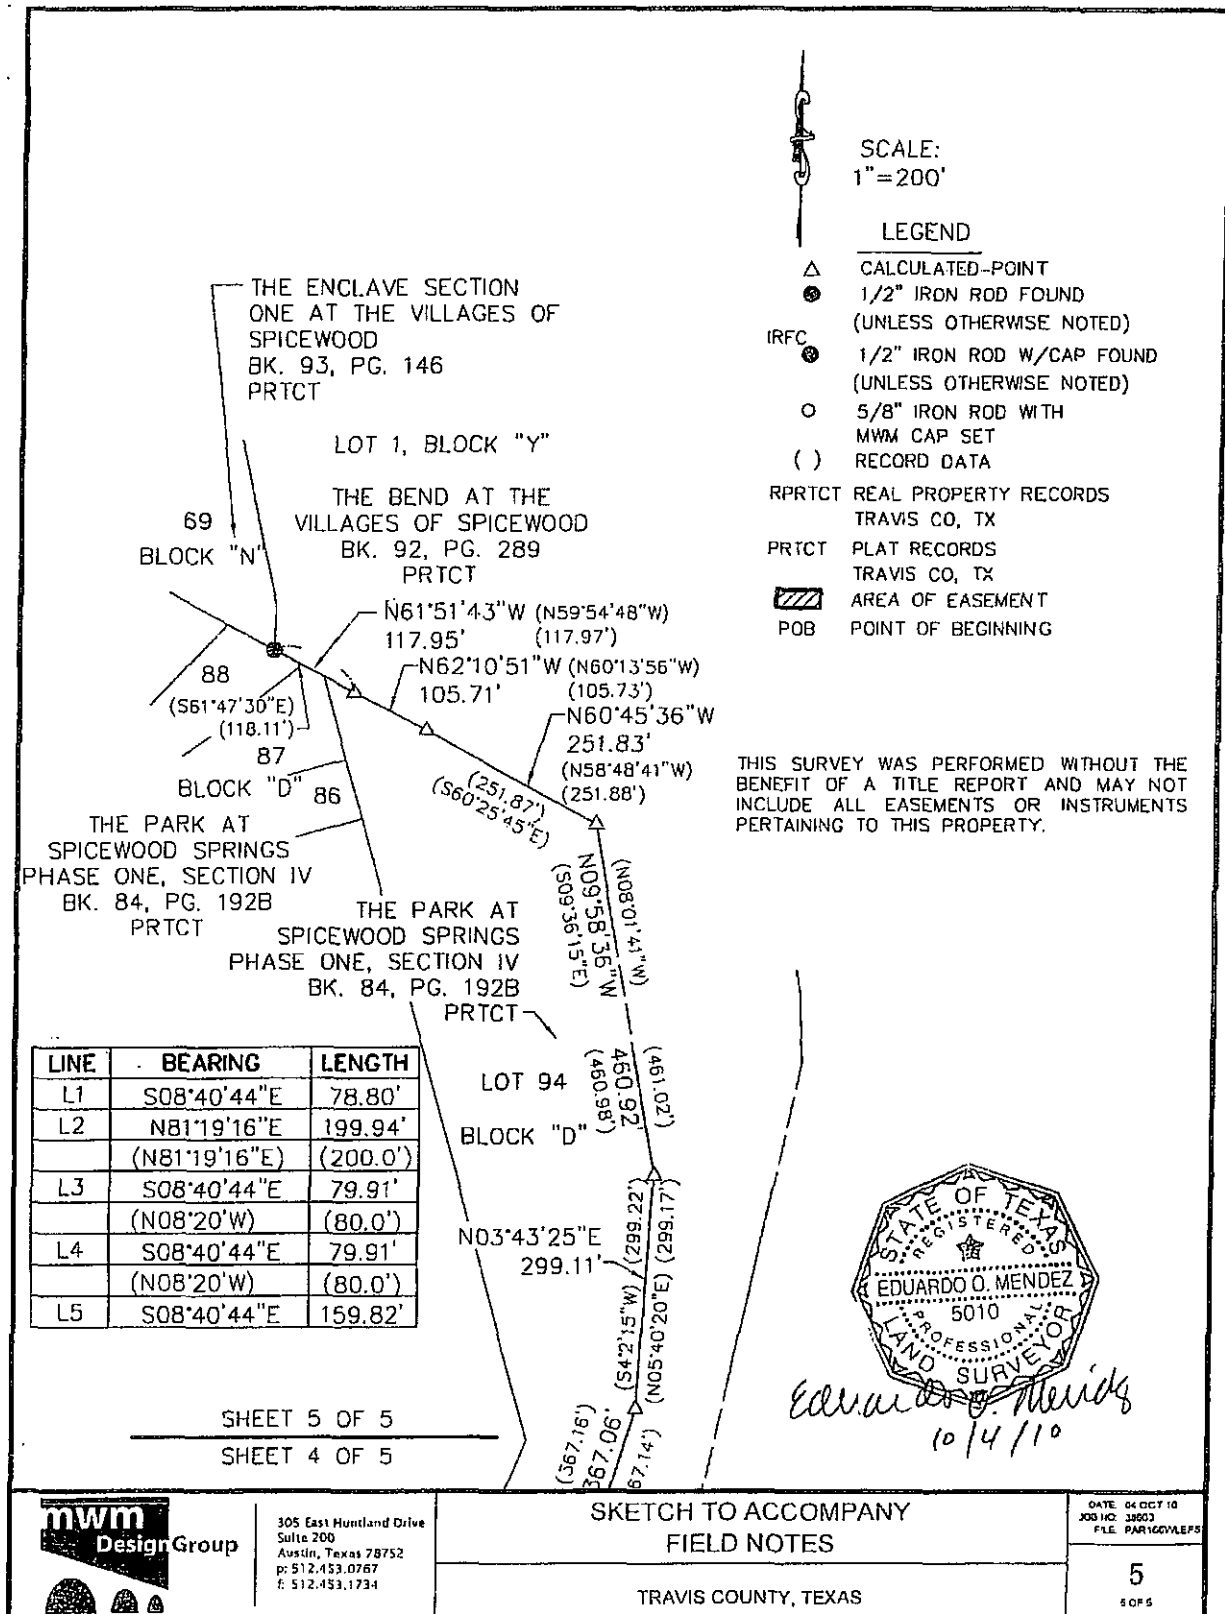 SCALE:
1"=200'
LEGEND
CALCULATED-POINT
1/2" IRON ROD FOUND
(UNLESS OTHERWISE NOTED)
IRFC
1/2" IRON ROD W/CAP FOUND
(UNLESS OTHERWISE NOTED)
5/8" IRON ROD WITH
MWM CAP SET
( ) RECORD DATA
RPRTCT REAL PROPERTY RECORDS
TRAVIS CO, TX
PRTCT PLAT RECORDS
TRAVIS CO, TX
AREA OF EASEMENT
POB POINT OF BEGINNING
THE ENCLAVE SECTION
ONE AT THE VILLAGES OF
SPICEWOOD
BK. 93, PG. 146
PRTCT
LOT 1, BLOCK "Y"
THE BEND AT THE
VILLAGES OF SPICEWOOD
BK. 92, PG. 289
PRTCT
69
BLOCK "N"
N61°51'43"W (N59°54'48"W)
117.95' (117.97')
N62°10'51"W (N60°13'56"W)
105.71' (105.73')
N60°45'36"W
251.83'
(N58°48'41"W)
(251.88')
88
(S61°47'30"E)
(118.11')
87
BLOCK "D" 86
(251.87')
(S60°25'45"E)
THE PARK AT
SPICEWOOD SPRINGS
PHASE ONE, SECTION IV
BK. 84, PG. 192B
PRTCT
THIS SURVEY WAS PERFORMED WITHOUT THE
BENEFIT OF A TITLE REPORT AND MAY NOT
INCLUDE ALL EASEMENTS OR INSTRUMENTS
PERTAINING TO THIS PROPERTY.
THE PARK AT
SPICEWOOD SPRINGS
PHASE ONE, SECTION IV
BK. 84, PG. 192B
PRTCT
(N08°01'41"W)
N09°58'36"W
(S09°36'15"E)
(461.02')
460.92'
(460.98')
LOT 94
BLOCK "D"
LINE BEARING LENGTH
L1 S08°40'44"E 78.80'
L2 N81°19'16"E 199.94'
(N81°19'16"E) (200.0')
L3 S08°40'44"E 79.91'
(N08°20'W) (80.0')
L4 S08°40'44"E 79.91'
(N08°20'W) (80.0')
L5 S08°40'44"E 159.82'
N03°43'25"E
299.11'
(S4°2'15"W) (299.22')
(N05°40'20"E) (299.17')
(367.16')
367.06'
67.14')
STATE OF TEXAS
REGISTERED
EDUARDO O. MENDEZ
5010
PROFESSIONAL
LAND SURVEYOR
Eduardo O. Mendez
10/4/10
SHEET 5 OF 5
SHEET 4 OF 5
mwm
DesignGroup
305 East Huntland Drive
Suite 200
Austin, Texas 78752
p: 512.453.0767
f: 512.453.1734
SKETCH TO ACCOMPANY
FIELD NOTES
TRAVIS COUNTY, TEXAS
DATE: 04 OCT 10
JOB NO:
FILE:
5
5 OF 5